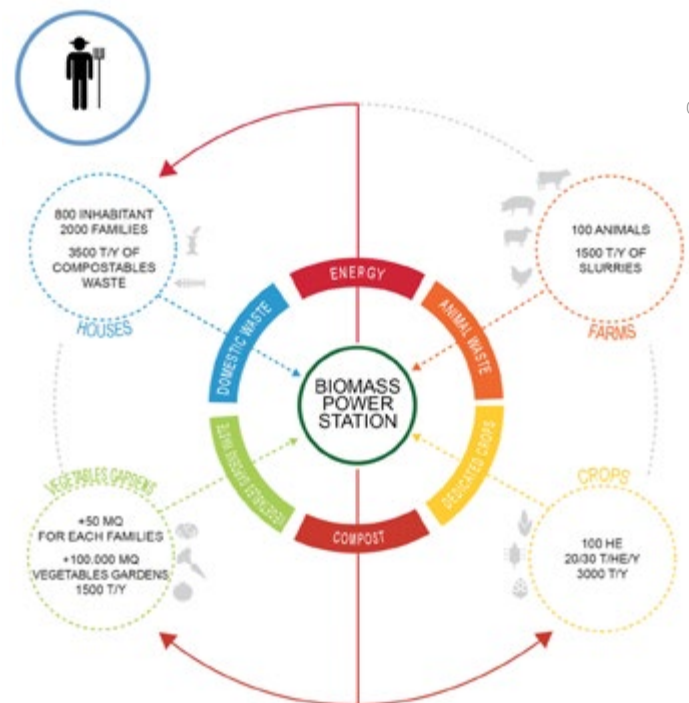 800 INHABITANT
2000 FAMILIES
3500 T/Y OF
COMPOSTABLES
WASTE
HOUSES
100 ANIMALS
1500 T/Y OF
SLURRIES
FARMS
ENERGY
DOMESTIC WASTE
ANIMAL WASTE
BIOMASS
POWER
STATION
DEDICATED CROPS
COMPOST
VEGETABLES GARDENS
+50 MQ
FOR EACH FAMILIES
+100.000 MQ
VEGETABLES GARDENS
1500 T/Y
CROPS
100 HE
20/30 T/HE/Y
3000 T/Y